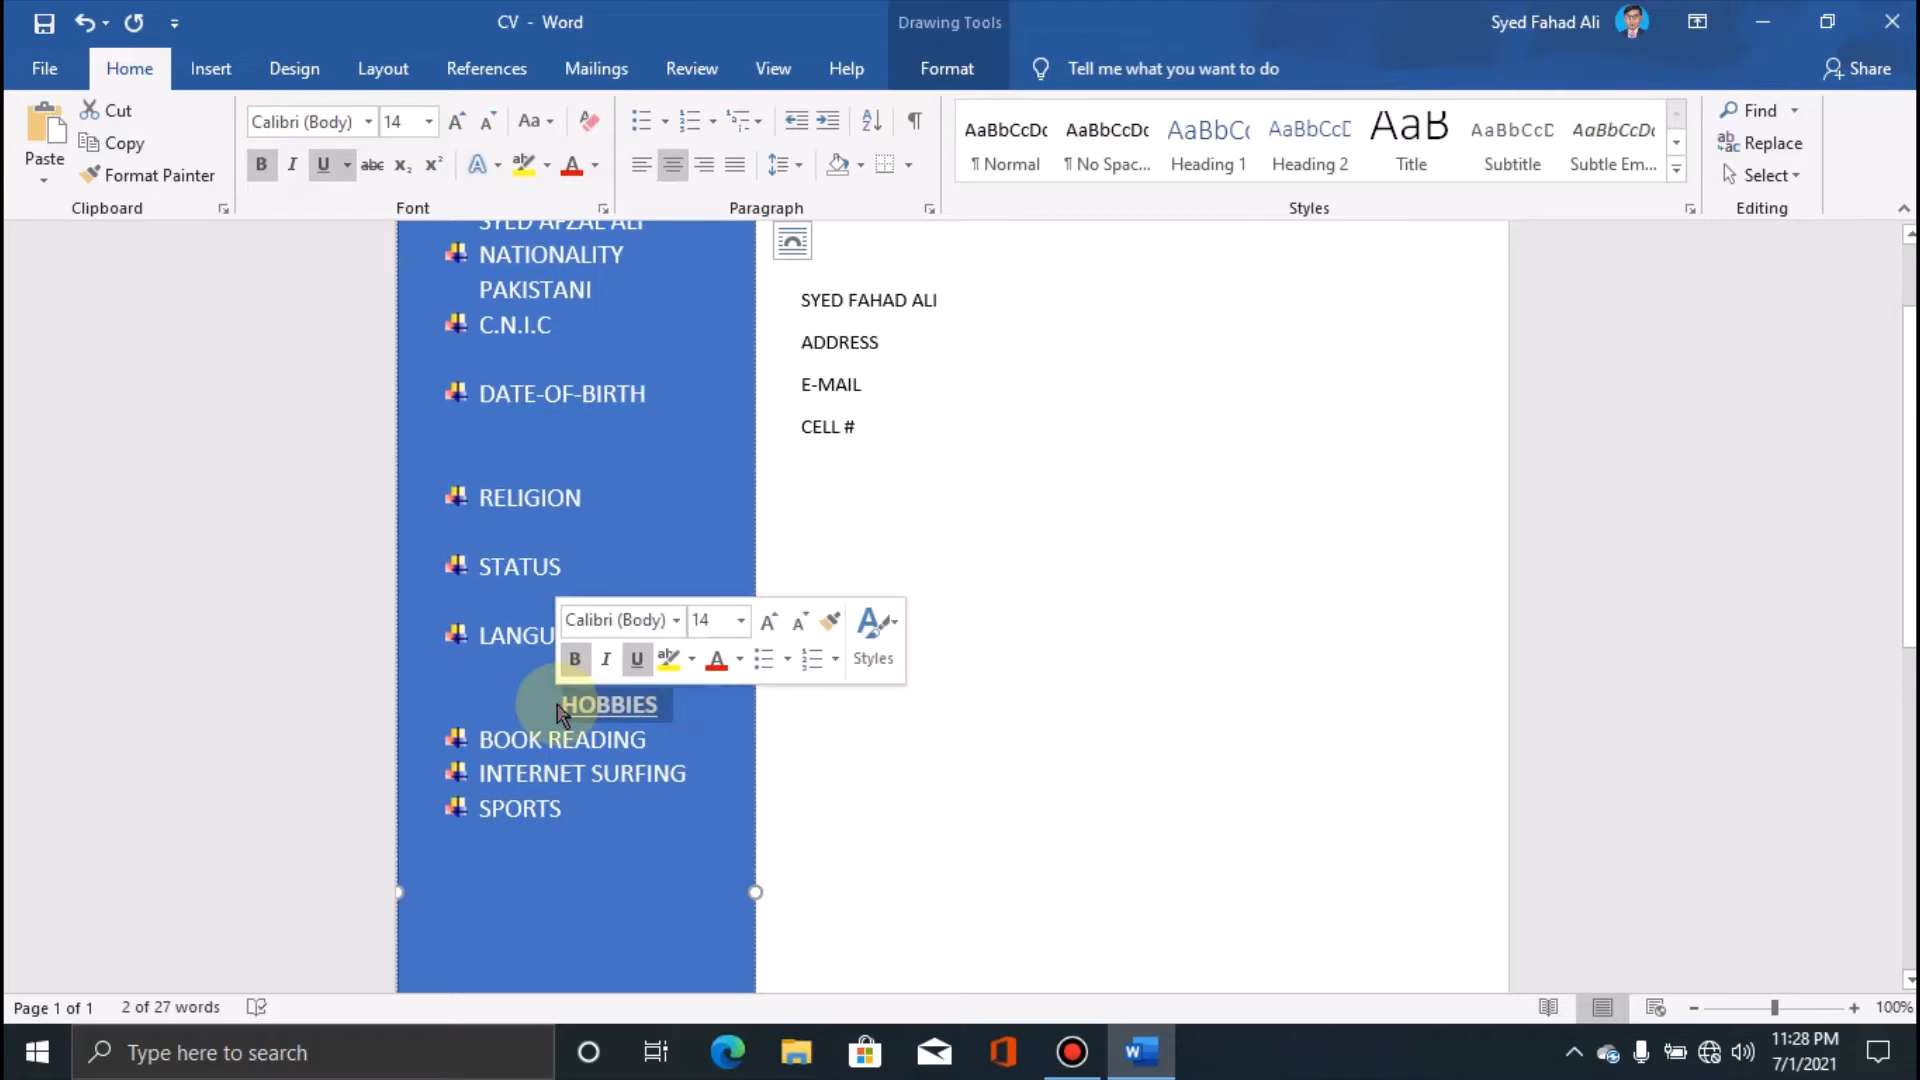 CV - Word
Drawing Tools
Syed Fahad Ali
File
Home
Insert
Design
Layout
References
Mailings
Review
View
Help
Format
Tell me what you want to do
Share
Paste
Cut
Copy
Format Painter
Clipboard
Calibri (Body)
14
Font
Paragraph
AaBbCcDc
¶ Normal
AaBbCcDc
¶ No Spac...
AaBbCc
Heading 1
AaBbCcD
Heading 2
AaB
Title
AaBbCcD
Subtitle
AaBbCcDc
Subtle Em...
Styles
Find
Replace
Select
Editing
SYED AFZAL ALI
NATIONALITY
PAKISTANI
C.N.I.C
DATE-OF-BIRTH
RELIGION
STATUS
LANGU
HOBBIES
BOOK READING
INTERNET SURFING
SPORTS
Calibri (Body)
14
B I U
Styles
SYED FAHAD ALI
ADDRESS
E-MAIL
CELL #
Page 1 of 1
2 of 27 words
100%
Type here to search
11:28 PM
7/1/2021